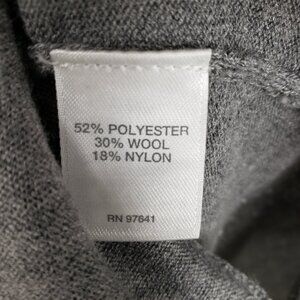 52% POLYESTER
30% WOOL
18% NYLON
RN 97641